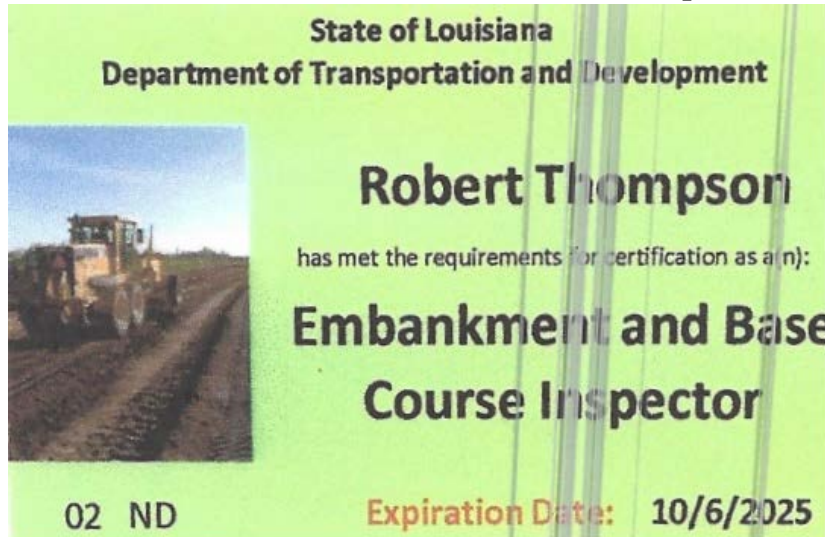 State of Louisiana
Department of Transportation and Development
Robert Thompson
has met the requirements for certification as a(n):
Embankment and Base
Course Inspector
02 ND
Expiration Date: 10/6/2025